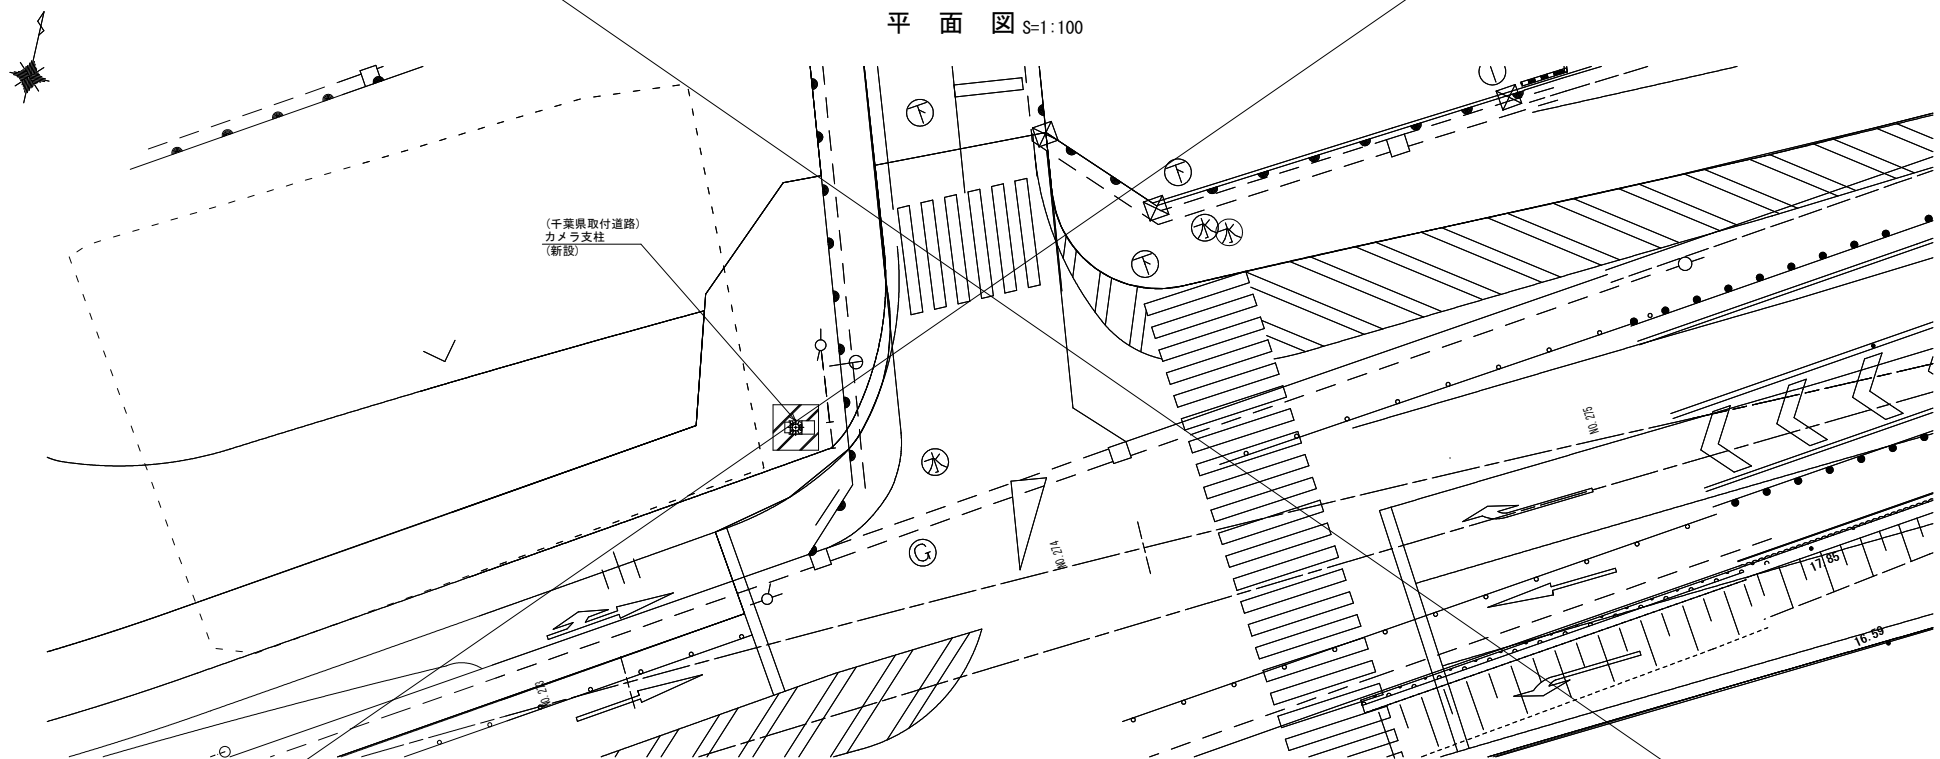 平 面 図 S=1:100
(千葉県取付道路)
カメラ支柱
(新設)
下
下
下
下
水
水
水
G
NO.273
NO.274
NO.275
17.85
16.59